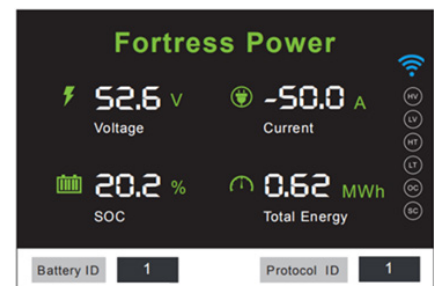 Fortress Power
52.6 V
Voltage
-50.0 A
Current
20.2 %
SOC
0.62 MWh
Total Energy
HV
LV
HT
LT
OC
SC
Battery ID 1
Protocol ID 1